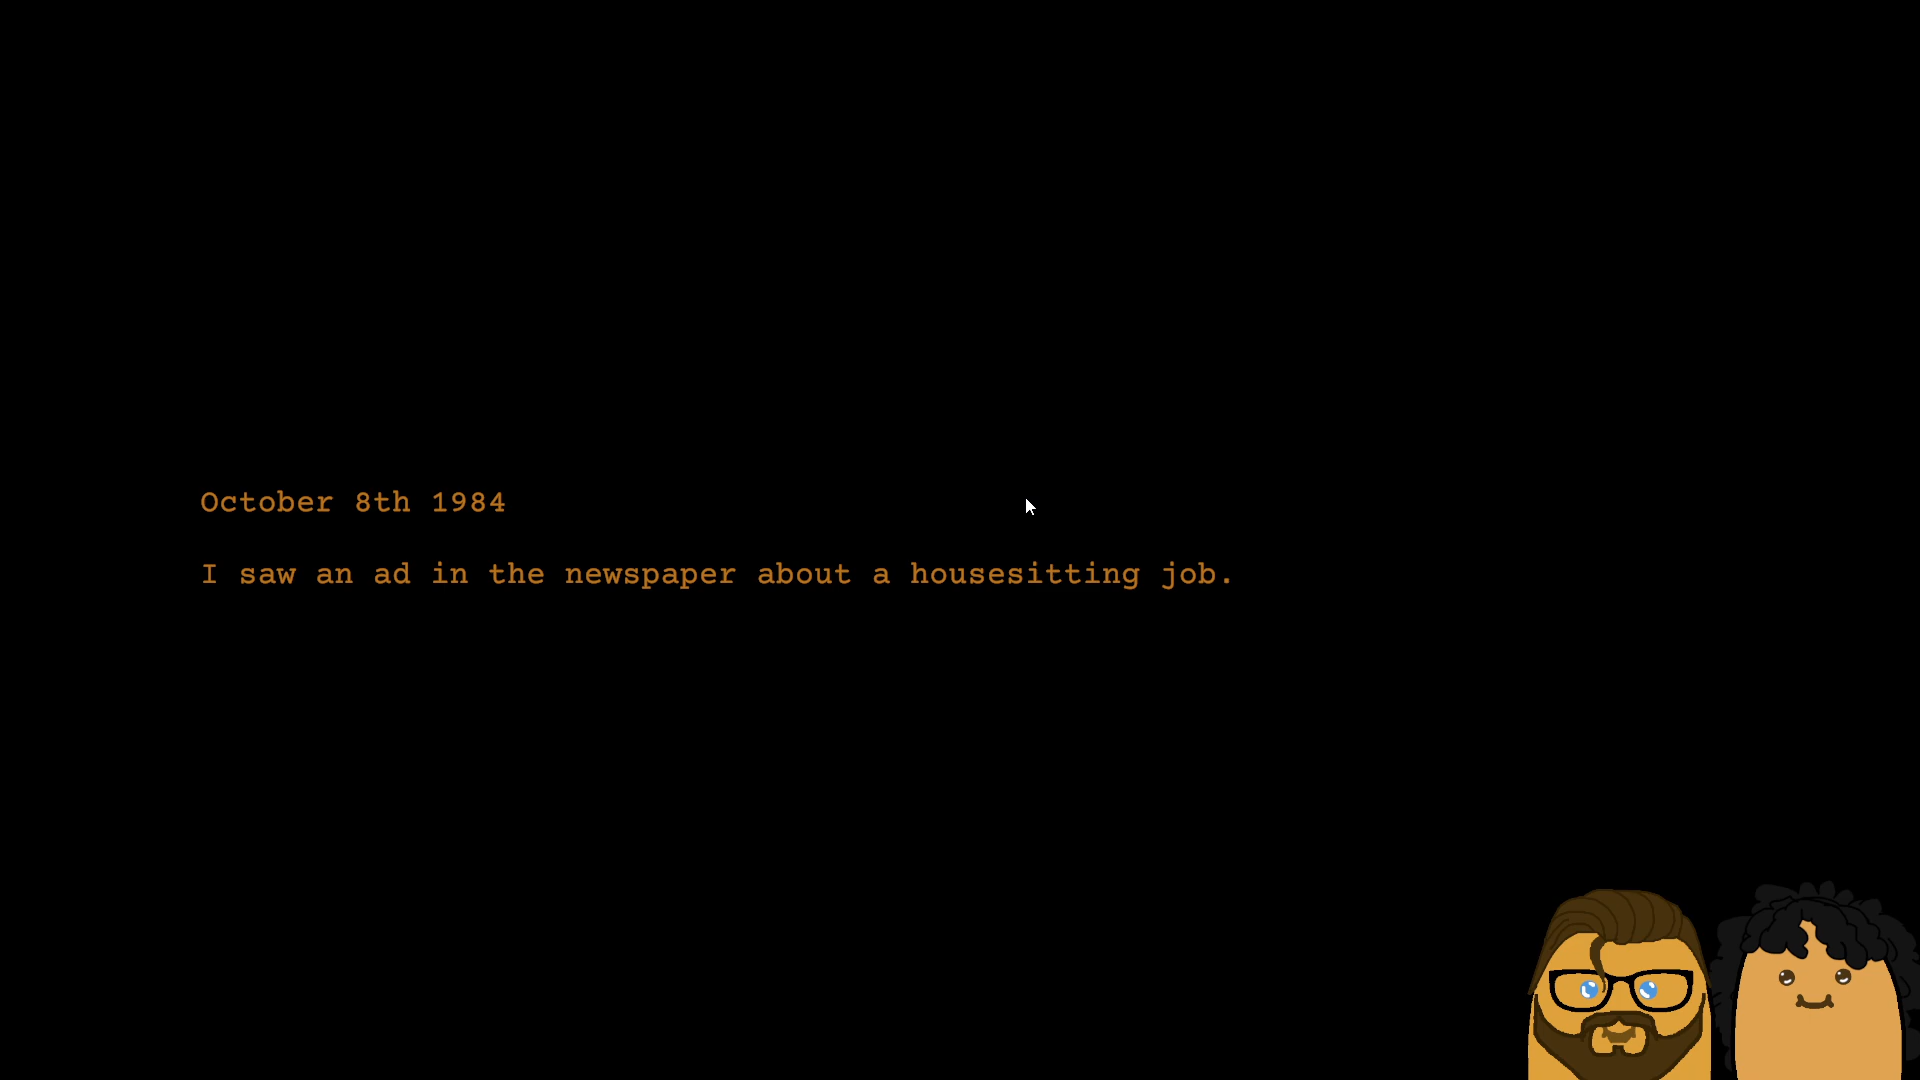 October 8th 1984
I saw an ad in the newspaper about a housesitting job.